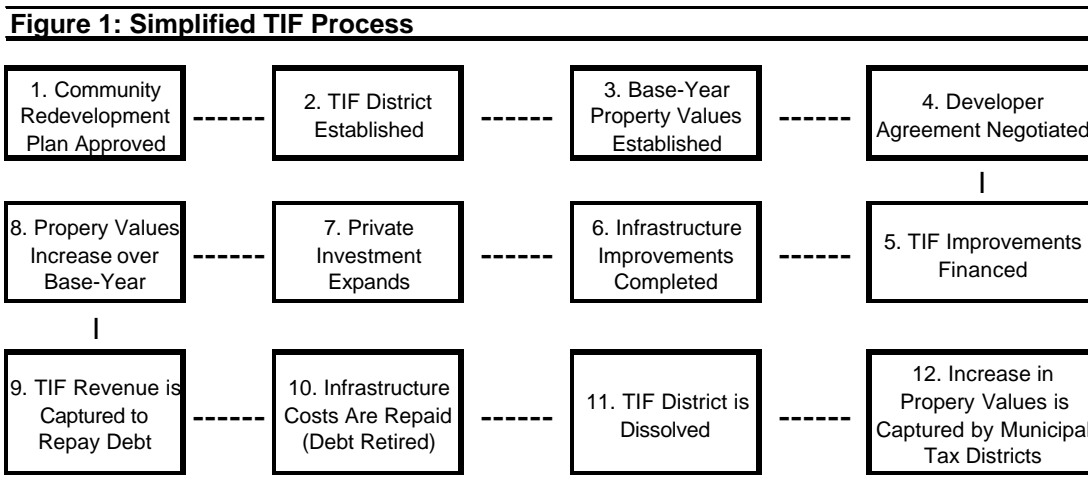 Figure 1: Simplified TIF Process
1. Community
Redevelopment
Plan Approved
2. TIF District
Established
3. Base-Year
Property Values
Established
4. Developer
Agreement Negotiated
5. TIF Improvements
Financed
6. Infrastructure
Improvements
Completed
7. Private
Investment
Expands
8. Propery Values
Increase over
Base-Year
9. TIF Revenue is
Captured to
Repay Debt
10. Infrastructure
Costs Are Repaid
(Debt Retired)
11. TIF District is
Dissolved
12. Increase in
Propery Values is
Captured by Municipal
Tax Districts